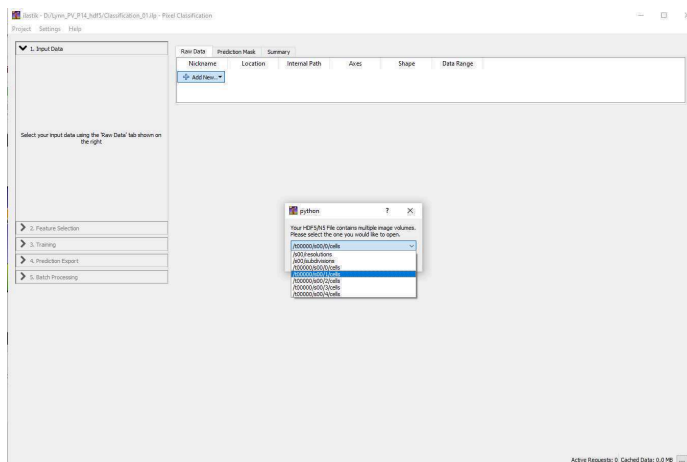 ilastik - D:/Lynn_PV_P14_hdf5/Classification_01.ilp - Pixel Classification
Project Settings Help
1. Input Data
Raw Data Prediction Mask Summary
Nickname Location Internal Path Axes Shape Data Range
Add New...
Select your input data using the 'Raw Data' tab shown on
the right
python ? ×
Your HDF5/N5 File contains multiple image volumes.
Please select the one you would like to open.
/t00000/s00/0/cells
/s00/resolutions
/s00/subdivisions
/t00000/s00/0/cells
/t00000/s00/1/cells
/t00000/s00/2/cells
/t00000/s00/3/cells
/t00000/s00/4/cells
2. Feature Selection
3. Training
4. Prediction Export
5. Batch Processing
Active Requests: 0 Cached Data: 0.0 MB ...